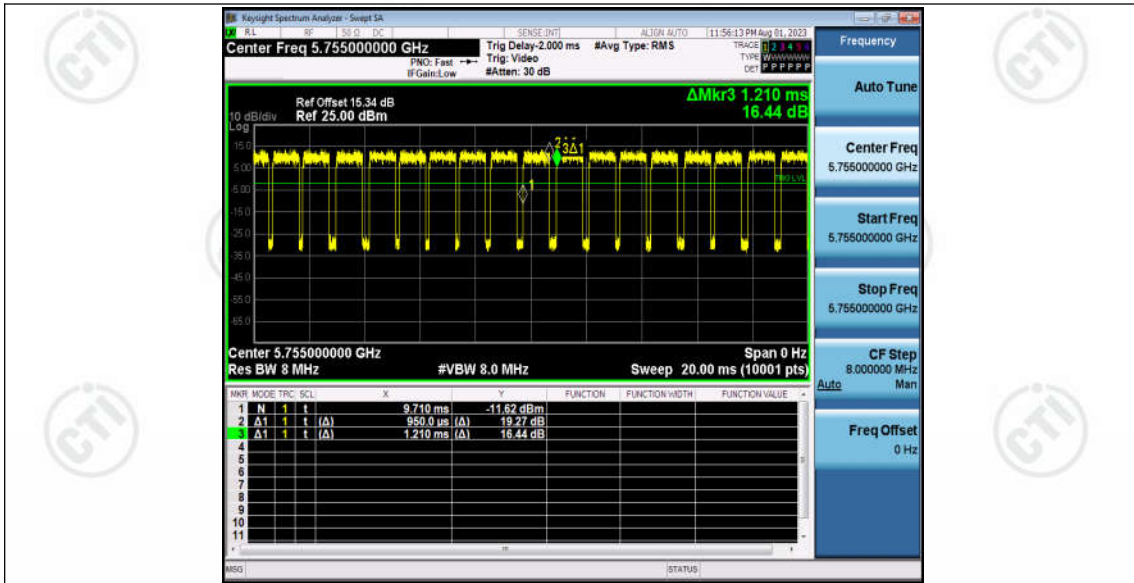 Keysight Spectrum Analyzer - Swept SA
RL RF 50 Ω DC SENSE:INT ALIGN AUTO 11:56:13 PM Aug 01, 2023
Center Freq 5.755000000 GHz Trig Delay-2.000 ms #Avg Type: RMS TRACE 1 2 3 4 5 6
PNO: Fast Trig: Video TYPE WWWWWW
IFGain:Low #Atten: 30 dB DET P P P P P P
Frequency
Auto Tune
Center Freq
5.755000000 GHz
Start Freq
5.755000000 GHz
Stop Freq
5.755000000 GHz
CF Step
8.000000 MHz
Auto Man
Freq Offset
0 Hz
ΔMkr3 1.210 ms
16.44 dB
Ref Offset 15.34 dB
10 dB/div Ref 25.00 dBm
Log
15.0
5.00
-5.00
-15.0
-25.0
-35.0
-45.0
-55.0
-65.0
3Δ1
1
TRIG LVL
Center 5.755000000 GHz Span 0 Hz
Res BW 8 MHz #VBW 8.0 MHz Sweep 20.00 ms (10001 pts)
MKR MODE TRC SCL X Y FUNCTION FUNCTION WIDTH FUNCTION VALUE
1 N 1 t 9.710 ms -11.62 dBm
2 Δ1 1 t (Δ) 950.0 µs (Δ) 19.27 dB
3 Δ1 1 t (Δ) 1.210 ms (Δ) 16.44 dB
4
5
6
7
8
9
10
11
MSG STATUS
CTI
CTI
CTI
CTI